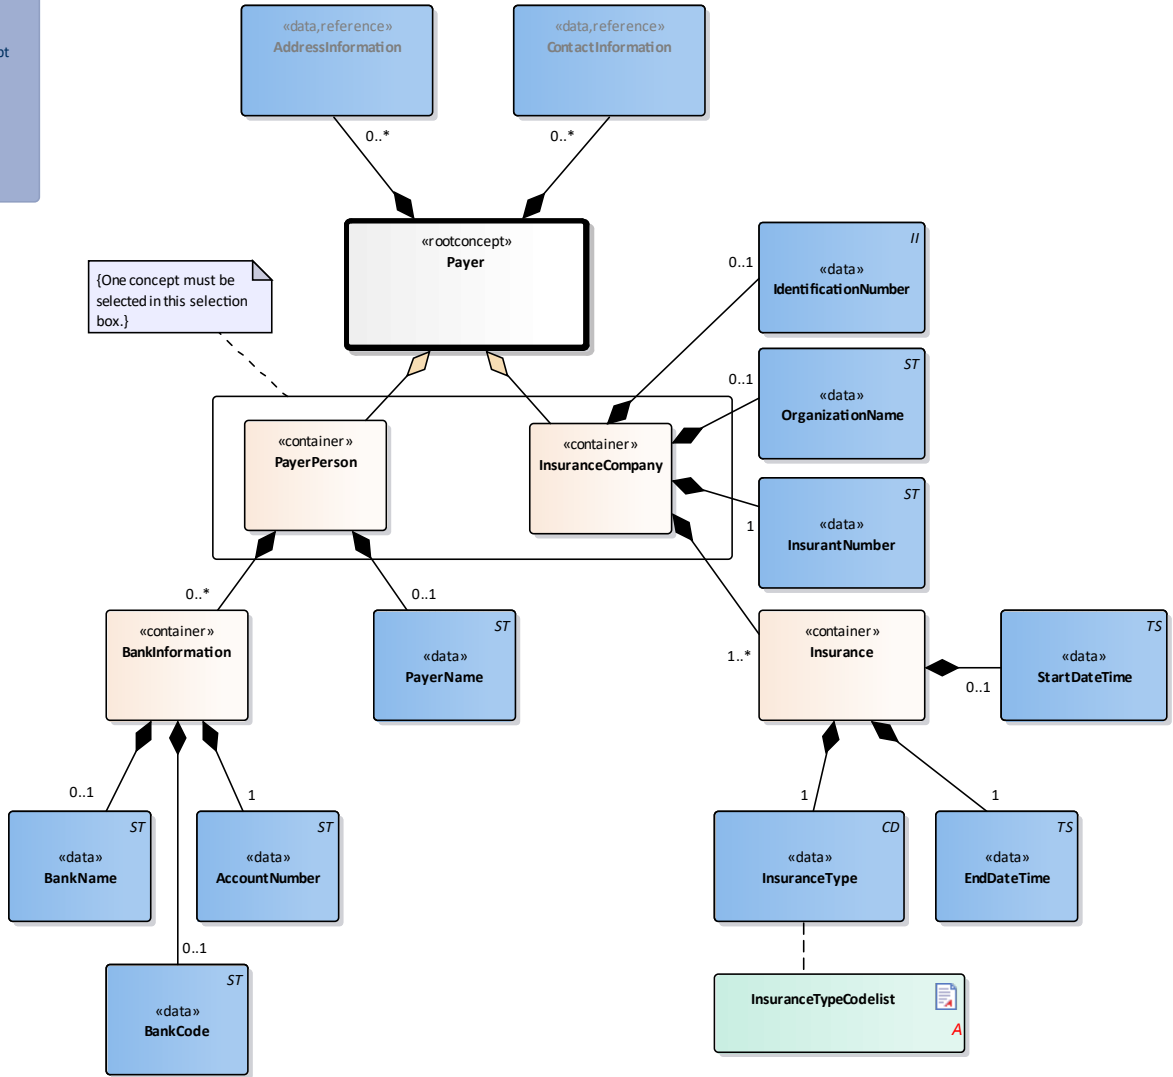 «data,reference»
AddressInformation
«data,reference»
ContactInformation
pt
0..*
0..*
«rootconcept»
Payer
{One concept must be
selected in this selection
box.}
II
«data»
IdentificationNumber
0..1
ST
«data»
OrganizationName
0..1
«container»
PayerPerson
«container»
InsuranceCompany
ST
«data»
InsurantNumber
1
0..*
0..1
1..*
«container»
BankInformation
ST
«data»
PayerName
«container»
Insurance
TS
«data»
StartDateTime
0..1
0..1
1
1
1
ST
«data»
BankName
ST
«data»
AccountNumber
CD
«data»
InsuranceType
TS
«data»
EndDateTime
0..1
ST
«data»
BankCode
InsuranceTypeCodelist
A